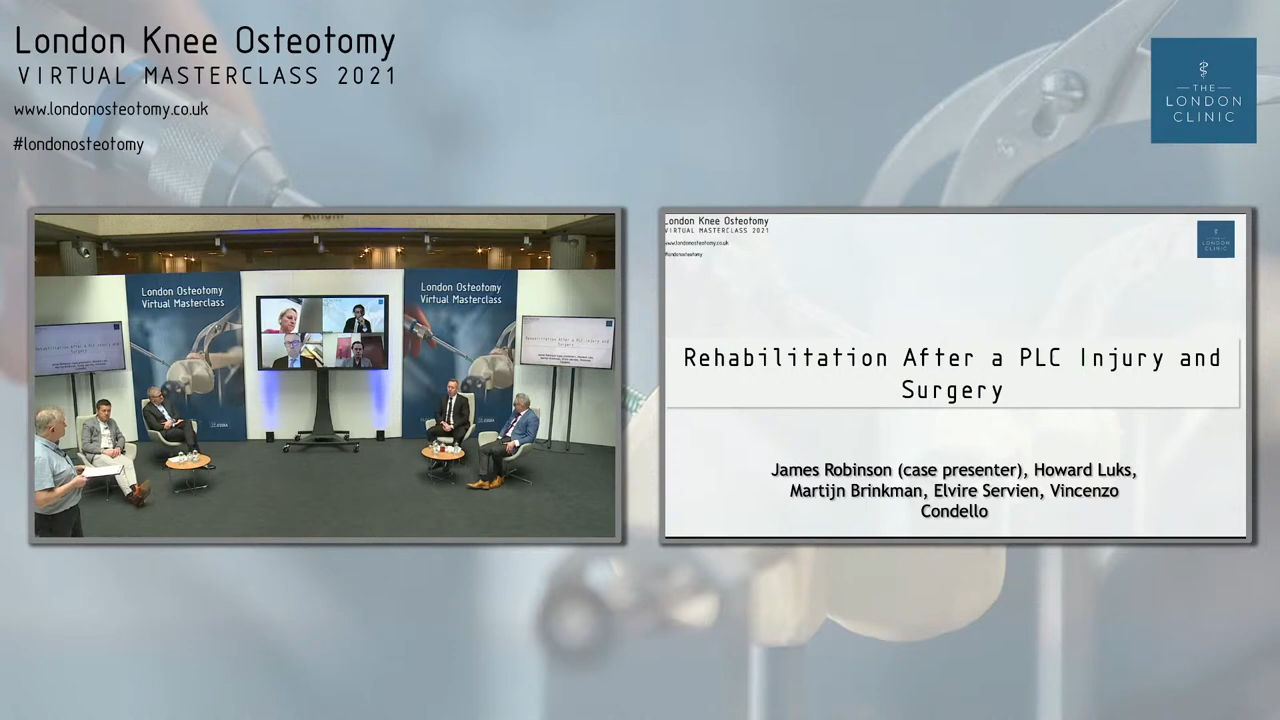 London Knee Osteotomy
VIRTUAL MASTERCLASS 2021
www.londonosteotomy.co.uk
#londonosteotomy
THE
LONDON
CLINIC
London Osteotomy
Virtual Masterclass
London Osteotomy
Virtual Masterclass
London Knee Osteotomy
VIRTUAL MASTERCLASS 2021
www.londonosteotomy.co.uk
#londonosteotomy
THE
LONDON
CLINIC
Rehabilitation After a PLC Injury and
Surgery
James Robinson (case presenter), Howard Luks,
Martijn Brinkman, Elvire Servien, Vincenzo
Condello